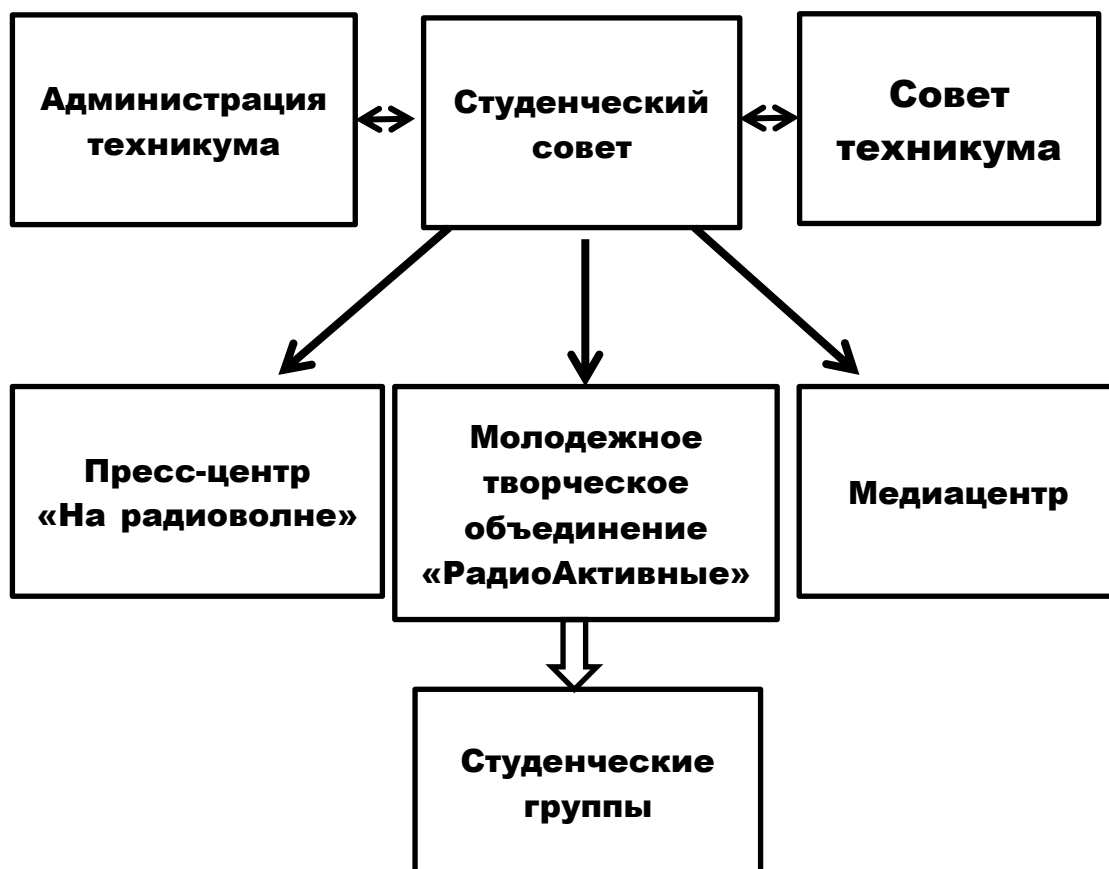 Администрация
техникума
Студенческий
совет
Совет
техникума
Пресс-центр
«На радиоволне»
Молодежное
творческое
объединение
«РадиоАктивные»
Медиацентр
Студенческие
группы